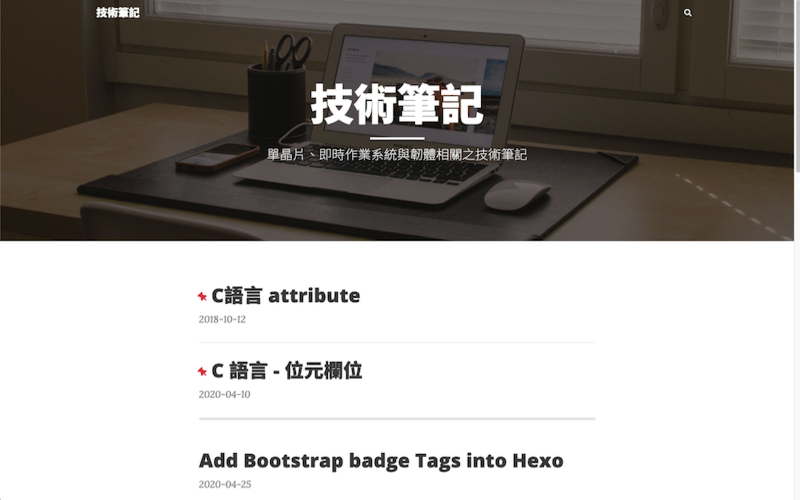 技術筆記
技術筆記
單晶片、即時作業系統與韌體相關之技術筆記
C語言 attribute
2018-10-12
C 語言 - 位元欄位
2020-04-10
Add Bootstrap badge Tags into Hexo
2020-04-25